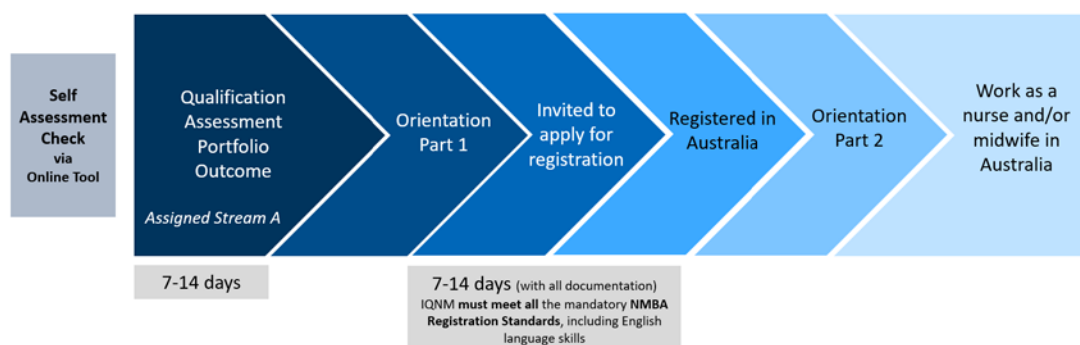 Self
Assessment
Check
via
Online Tool
Qualification
Assessment
Portfolio
Outcome
Assigned Stream A
Orientation
Part 1
Invited to
apply for
registration
Registered in
Australia
Orientation
Part 2
Work as a
nurse and/or
midwife in
Australia
7-14 days
7-14 days (with all documentation)
IQNM must meet all the mandatory NMBA
Registration Standards, including English
language skills